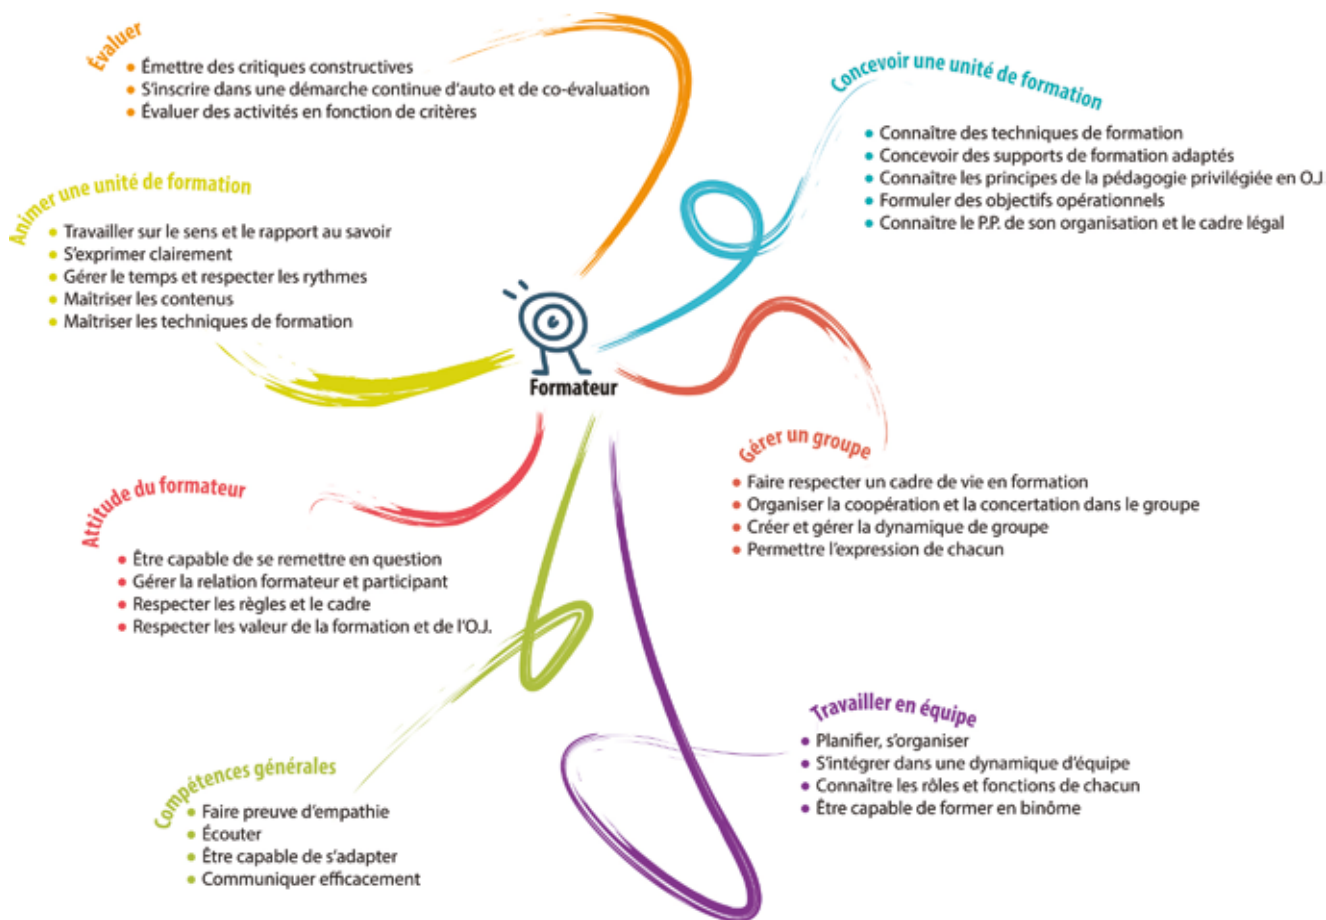 Évaluer
Émettre des critiques constructives
S'inscrire dans une démarche continue d'auto et de co-évaluation
Évaluer des activités en fonction de critères
Concevoir une unité de formation
Connaître des techniques de formation
Concevoir des supports de formation adaptés
Connaître les principes de la pédagogie privilégiée en O.J.
Formuler des objectifs opérationnels
Connaître le P.P. de son organisation et le cadre légal
Animer une unité de formation
Travailler sur le sens et le rapport au savoir
S'exprimer clairement
Gérer le temps et respecter les rythmes
Maîtriser les contenus
Maîtriser les techniques de formation
Formateur
Gérer un groupe
Faire respecter un cadre de vie en formation
Organiser la coopération et la concertation dans le groupe
Créer et gérer la dynamique de groupe
Permettre l'expression de chacun
Attitude du formateur
Être capable de se remettre en question
Gérer la relation formateur et participant
Respecter les règles et le cadre
Respecter les valeur de la formation et de l'O.J.
Travailler en équipe
Planifier, s'organiser
S'intégrer dans une dynamique d'équipe
Connaître les rôles et fonctions de chacun
Être capable de former en binôme
Compétences générales
Faire preuve d'empathie
Écouter
Être capable de s'adapter
Communiquer efficacement